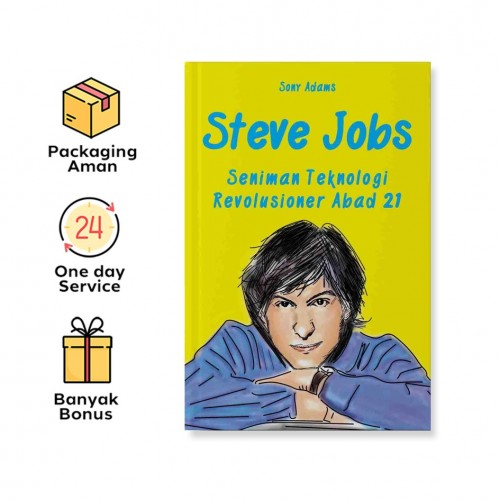 Packaging
Aman
24
One day
Service
Banyak
Bonus
Sony Adams
Steve Jobs
Seniman Teknologi
Revolusioner Abad 21